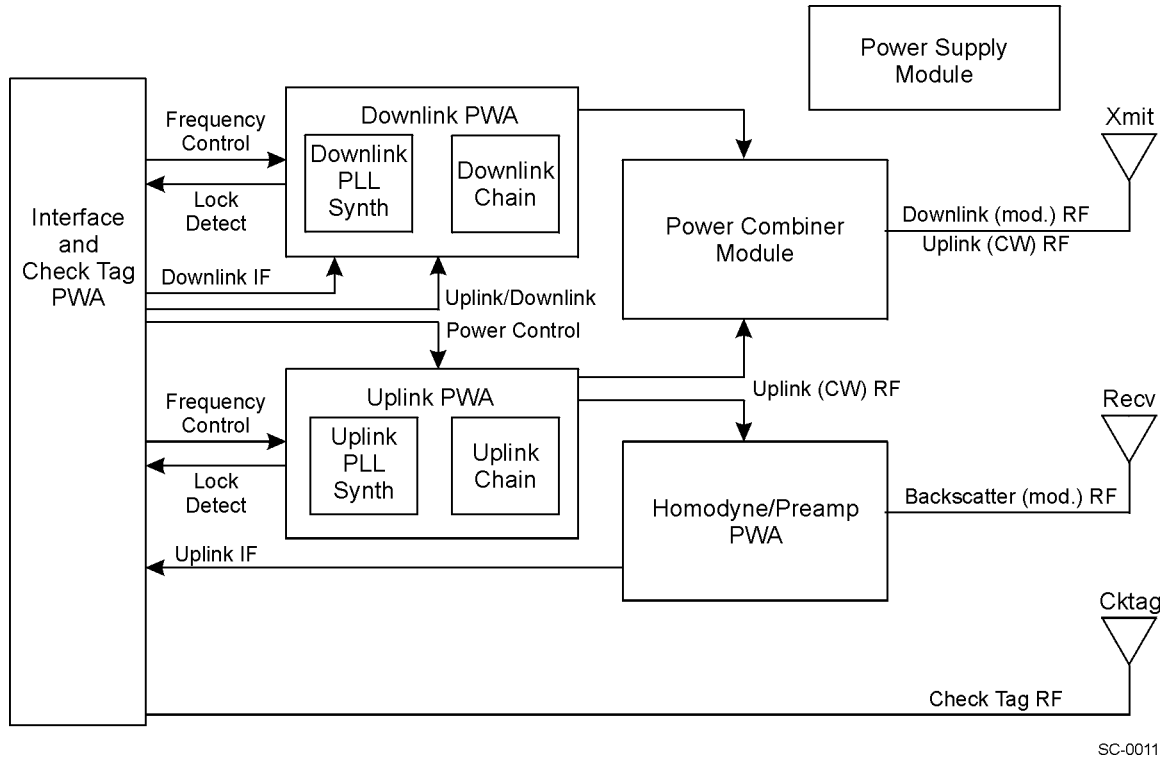 Power Supply
Module
Xmit
Downlink PWA
Frequency
Control
Downlink
PLL
Synth
Downlink
Chain
Lock
Detect
Interface
and
Check Tag
PWA
Power Combiner
Module
Downlink (mod.) RF
Uplink (CW) RF
Downlink IF
Uplink/Downlink
Power Control
Uplink PWA
Uplink (CW) RF
Recv
Frequency
Control
Uplink
PLL
Synth
Uplink
Chain
Lock
Detect
Homodyne/Preamp
PWA
Backscatter (mod.) RF
Uplink IF
Cktag
Check Tag RF
SC-0011